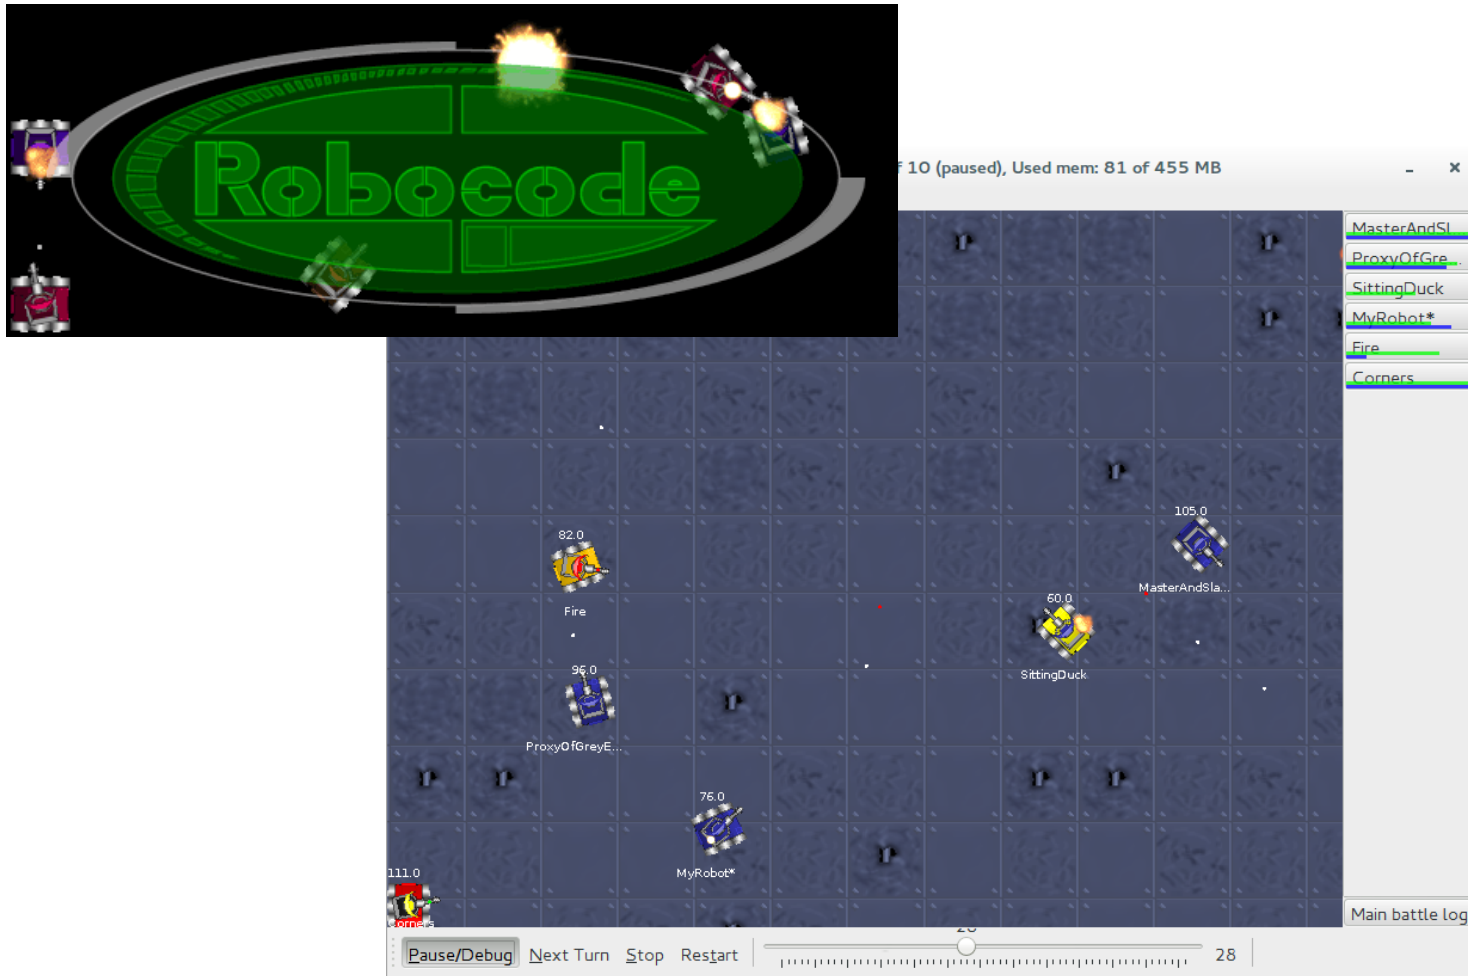 Robocode
f 10 (paused), Used mem: 81 of 455 MB
MasterAndSl
ProxyOfGre...
SittingDuck
MyRobot*
Fire
Corners
105.0
MasterAndSla...
82.0
Fire
60.0
SittingDuck
96.0
ProxyOfGreyE...
76.0
MyRobot*
111.0
Corners
Main battle log
Pause/Debug Next Turn Stop Restart 28